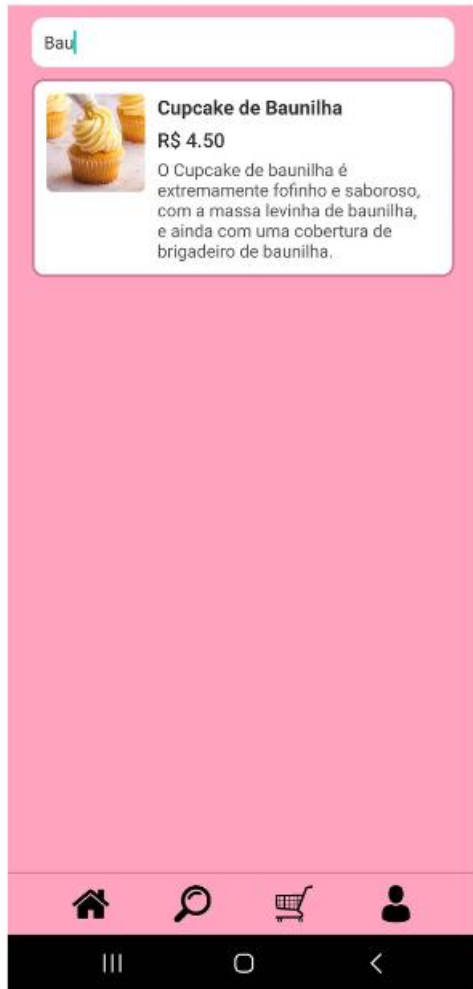 Bau
Cupcake de Baunilha
R$ 4.50
O Cupcake de baunilha é
extremamente fofinho e saboroso,
com a massa levinha de baunilha,
e ainda com uma cobertura de
brigadeiro de baunilha.